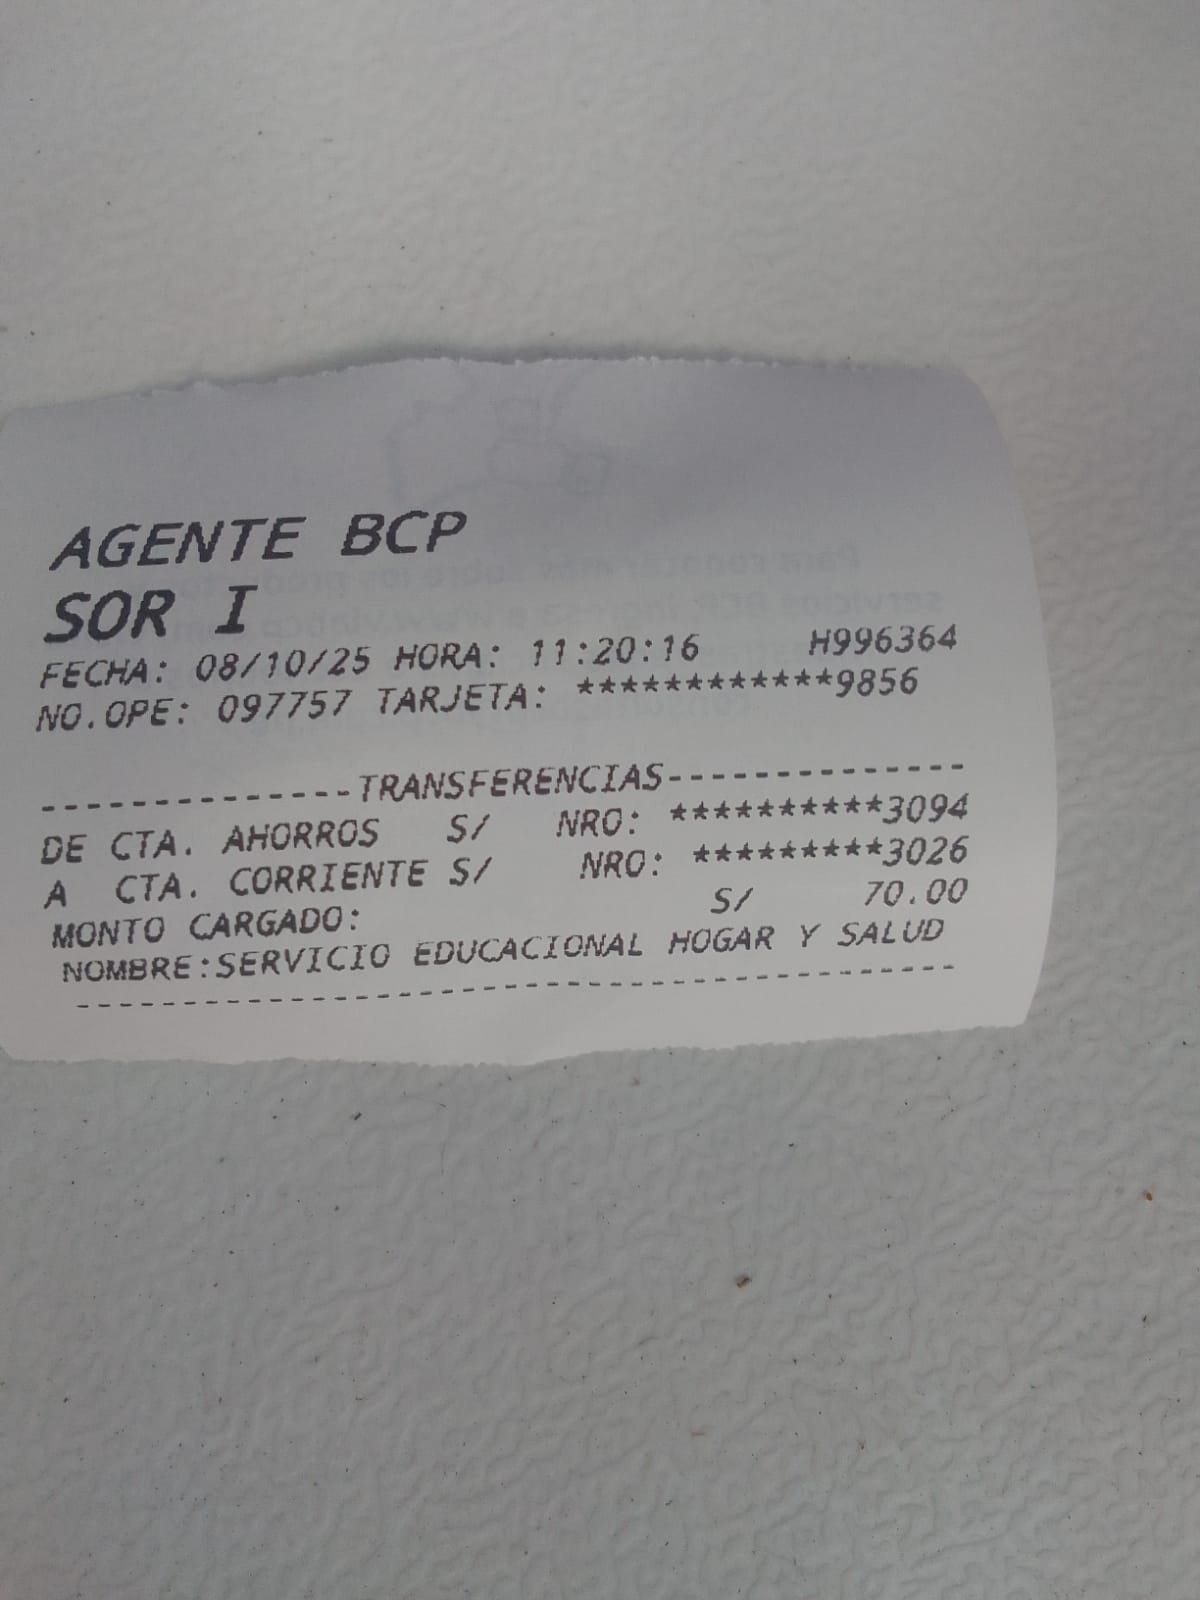 AGENTE BCP
SOR I
FECHA: 08/10/25 HORA: 11:20:16 H996364
NO.OPE: 097757 TARJETA: ************9856
--------------TRANSFERENCIAS--------------
DE CTA. AHORROS S/ NRO: **********3094
A CTA. CORRIENTE S/ NRO: *********3026
MONTO CARGADO: S/ 70.00
NOMBRE:SERVICIO EDUCACIONAL HOGAR Y SALUD
------------------------------------------